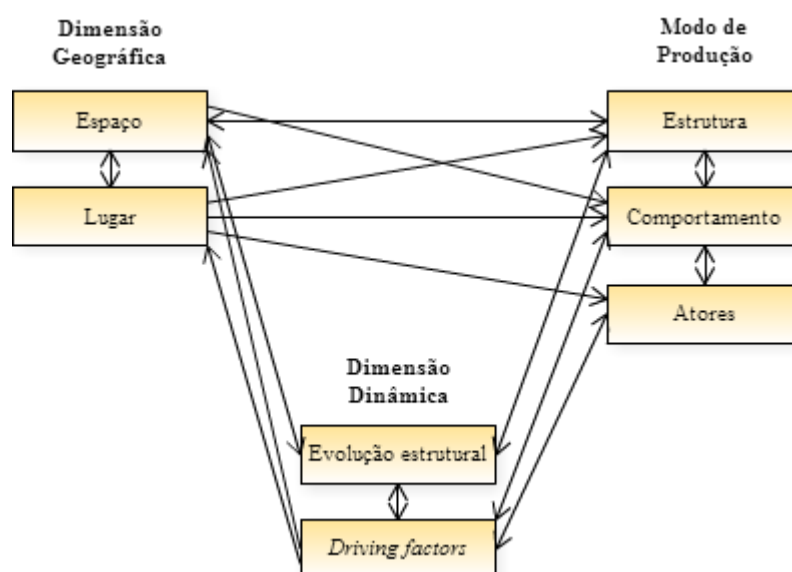 Dimensão
Geográfica
Modo de
Produção
Espaço
Estrutura
Lugar
Comportamento
Atores
Dimensão
Dinâmica
Evolução estrutural
Driving factors